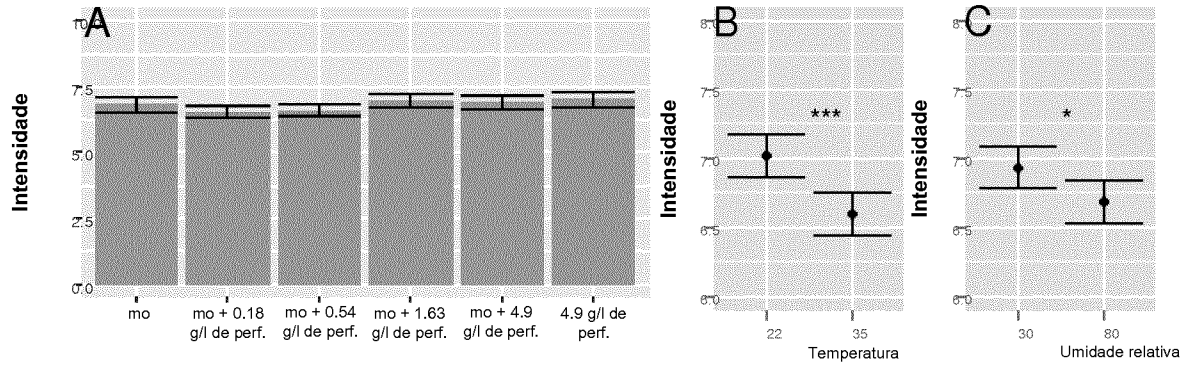 A
Intensidade
10.0
7.5
5.0
2.5
0.0
mo
mo + 0.18
g/l de perf.
mo + 0.54
g/l de perf.
mo + 1.63
g/l de perf.
mo + 4.9
g/l de perf.
4.9 g/l de
perf.
B
Intensidade
8.0
7.5
7.0
6.5
6.0
***
22
35
Temperatura
C
Intensidade
8.0
7.5
7.0
6.5
6.0
*
30
80
Umidade relativa